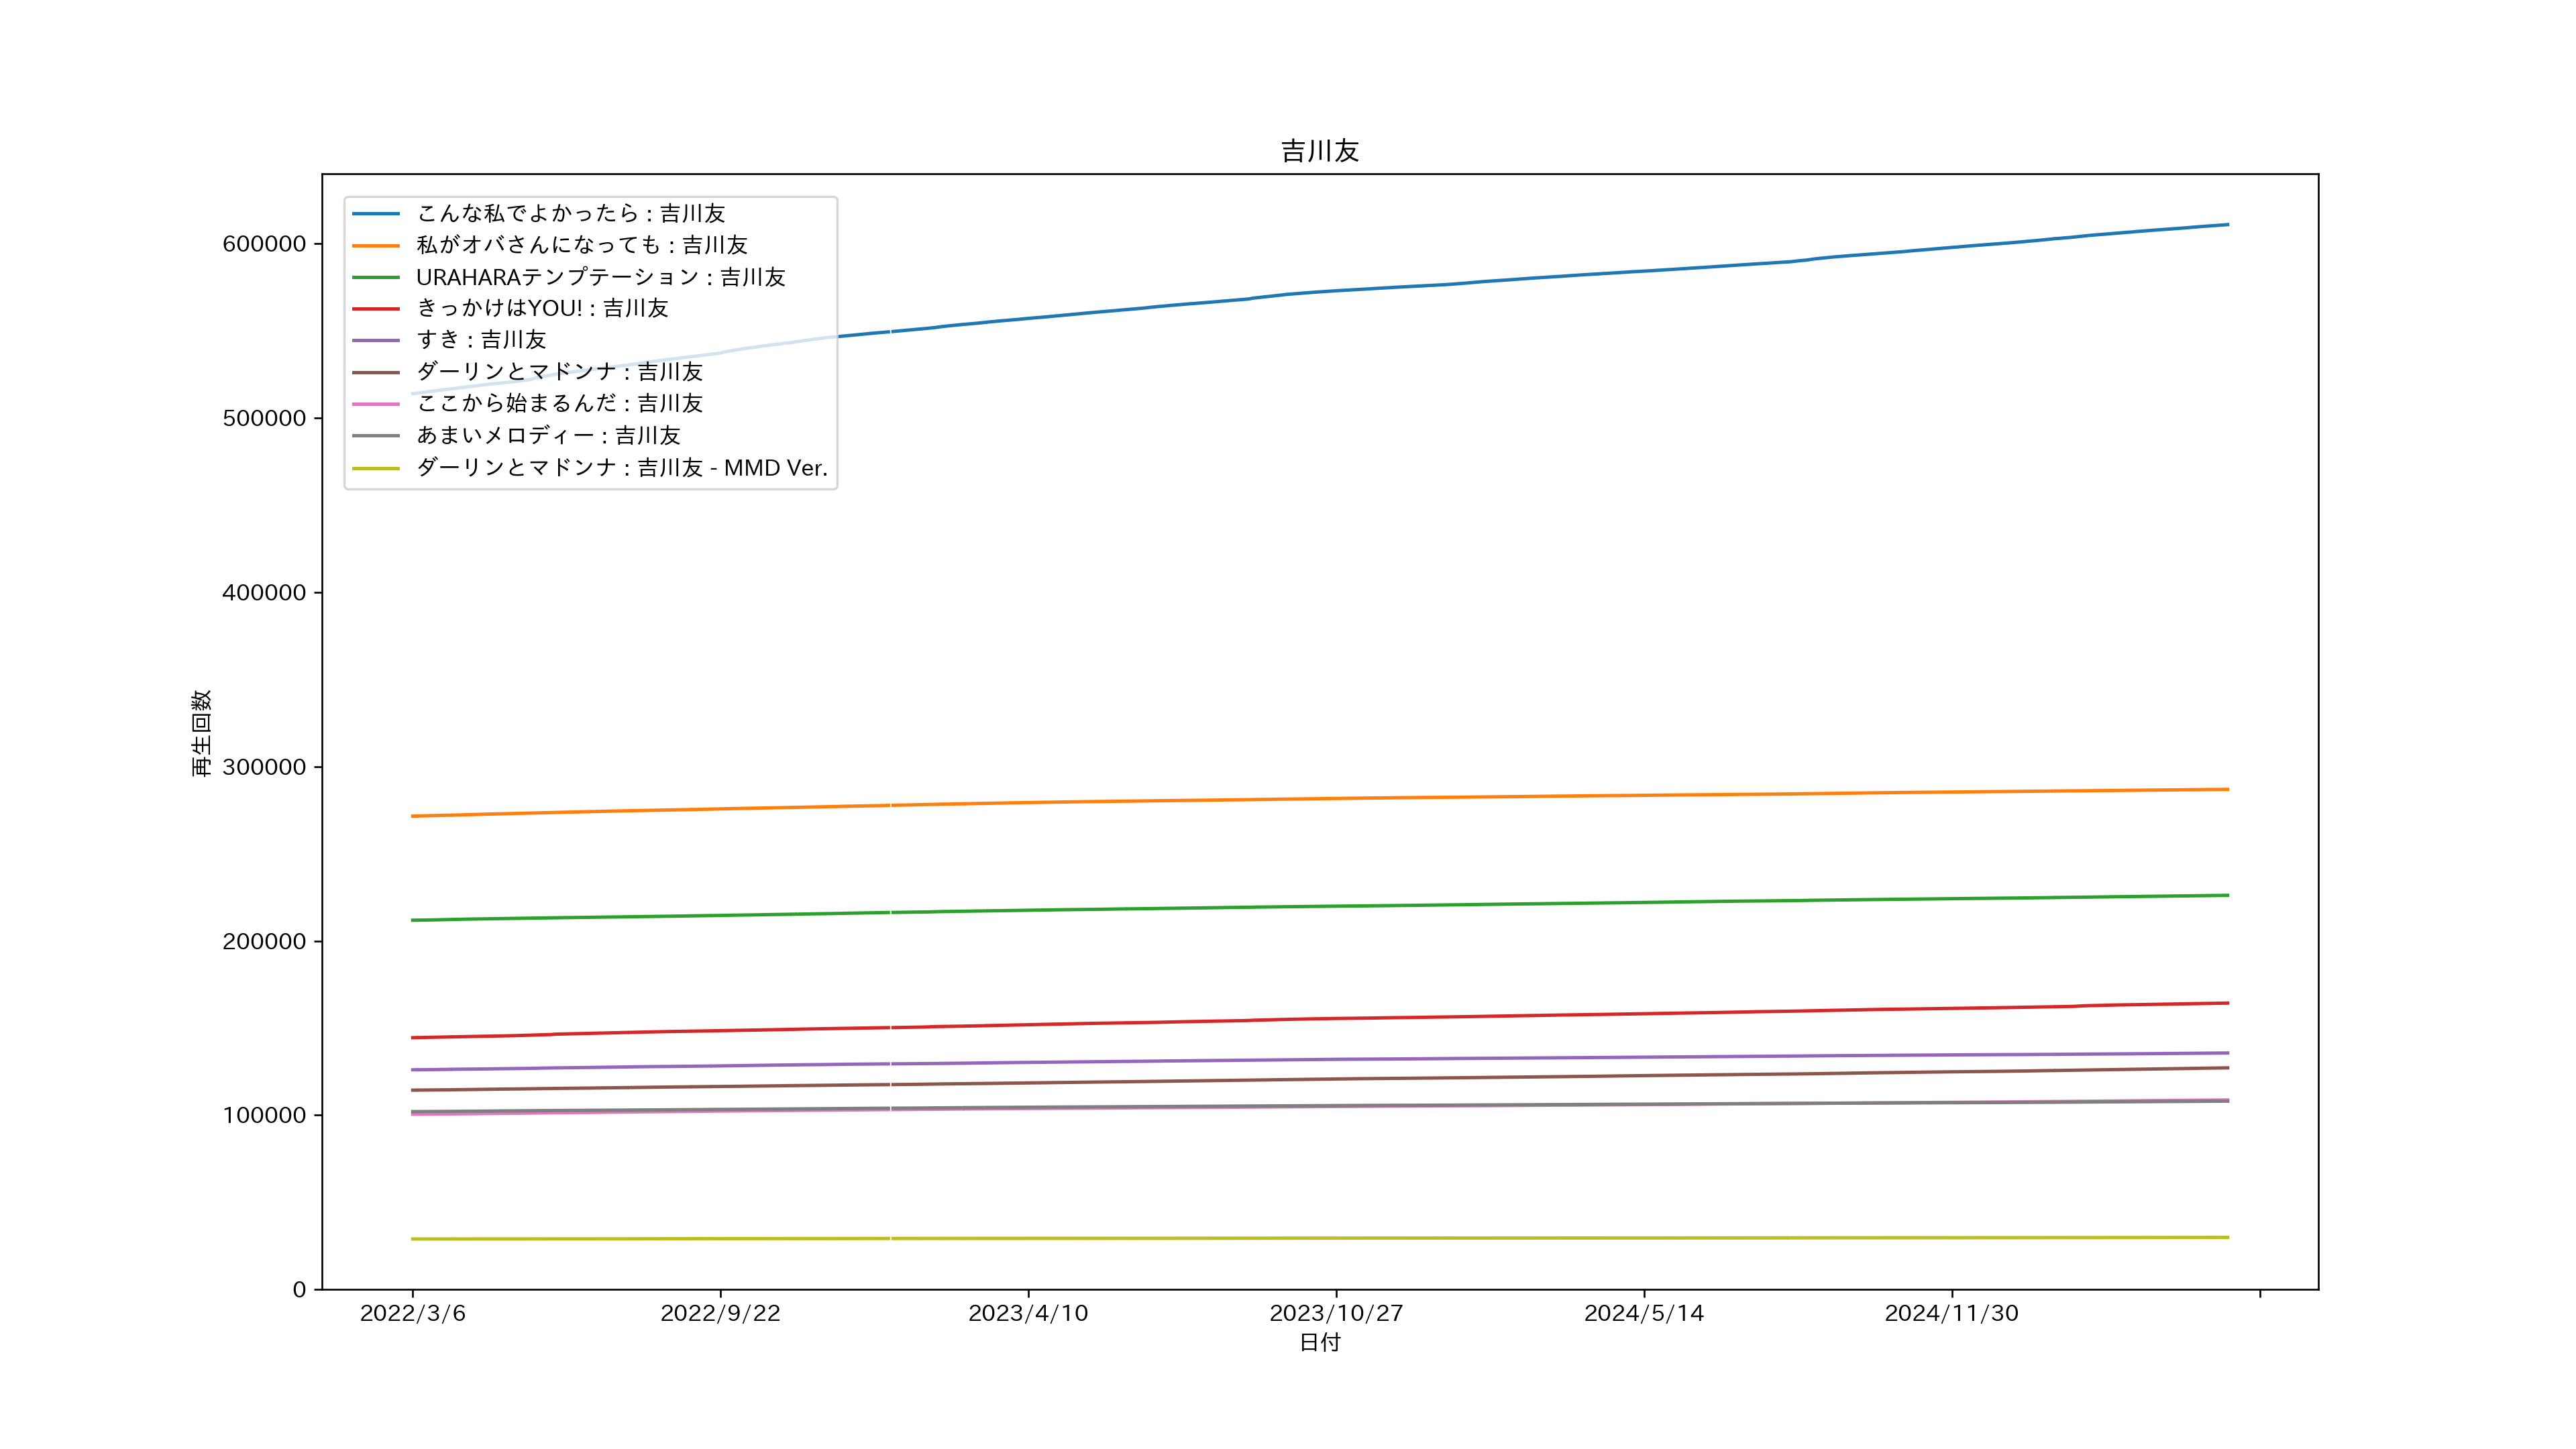 吉川友
こんな私でよかったら : 吉川友
私がオバさんになっても : 吉川友
URAHARAテンプテーション : 吉川友
きっかけはYOU! : 吉川友
すき : 吉川友
ダーリンとマドンナ : 吉川友
ここから始まるんだ : 吉川友
あまいメロディー : 吉川友
ダーリンとマドンナ : 吉川友 - MMD Ver.
600000
500000
400000
300000
200000
100000
0
再生回数
2022/3/6
2022/9/22
2023/4/10
2023/10/27
2024/5/14
2024/11/30
日付